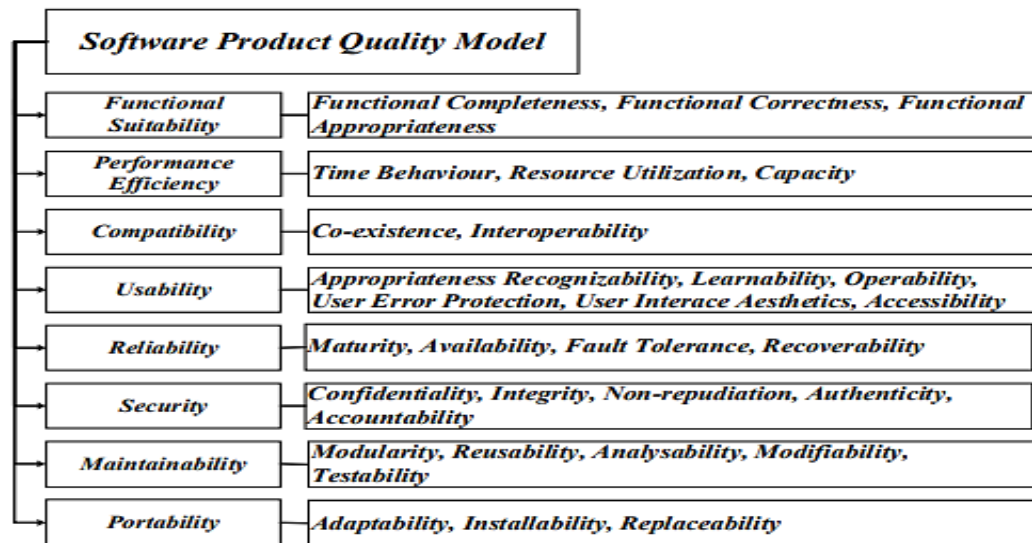 Software Product Quality Model
Functional
Suitability
Functional Completeness, Functional Correctness, Functional
Appropriateness
Performance
Efficiency
Time Behaviour, Resource Utilization, Capacity
Compatibility
Co-existence, Interoperability
Usability
Appropriateness Recognizability, Learnability, Operability,
User Error Protection, User Interace Aesthetics, Accessibility
Reliability
Maturity, Availability, Fault Tolerance, Recoverability
Security
Confidentiality, Integrity, Non-repudiation, Authenticity,
Accountability
Maintainability
Modularity, Reusability, Analysability, Modifiability,
Testability
Portability
Adaptability, Installability, Replaceability